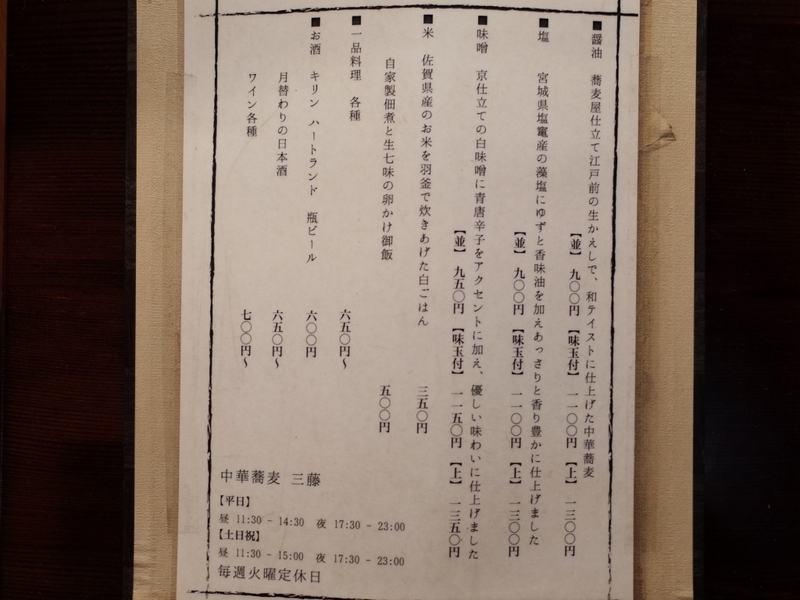 ■醤油　蕎麦屋仕立て江戸前の生かえしで、和テイストに仕上げた中華蕎麦
【並】九〇〇円【味玉付】一一〇〇円【上】一三〇〇円
■塩　宮城県塩竈産の藻塩にゆずと香味油を加えあっさりと香り豊かに仕上げました
【並】九〇〇円【味玉付】一一〇〇円【上】一三〇〇円
■味噌　京仕立ての白味噌に青唐辛子をアクセントに加え、優しい味わいに仕上げました
【並】九五〇円【味玉付】一一五〇円【上】一三五〇円
■米　佐賀県産のお米を羽釜で炊きあげた白ごはん　三五〇円
自家製佃煮と生七味の卵かけ御飯　五〇〇円
■一品料理　各種　六五〇円〜
■お酒　キリン　ハートランド　瓶ビール　六〇〇円
月替わりの日本酒　六五〇円〜
ワイン各種　七〇〇円〜
中華蕎麦　三藤
【平日】
昼 11:30 - 14:30　夜 17:30 - 23:00
【土日祝】
昼 11:30 - 15:00　夜 17:30 - 23:00
毎週火曜定休日